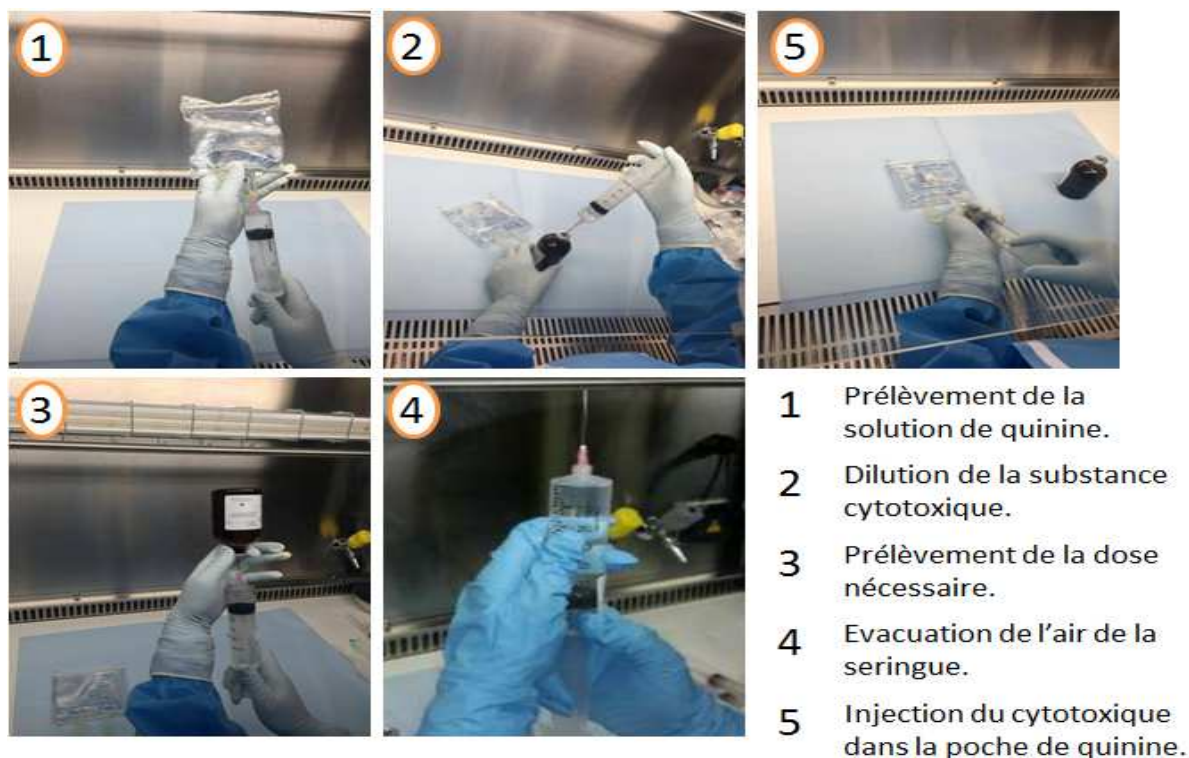 1
2
5
3
4
1 Prélèvement de la
solution de quinine.
2 Dilution de la substance
cytotoxique.
3 Prélèvement de la dose
nécessaire.
4 Evacuation de l'air de la
seringue.
5 Injection du cytotoxique
dans la poche de quinine.